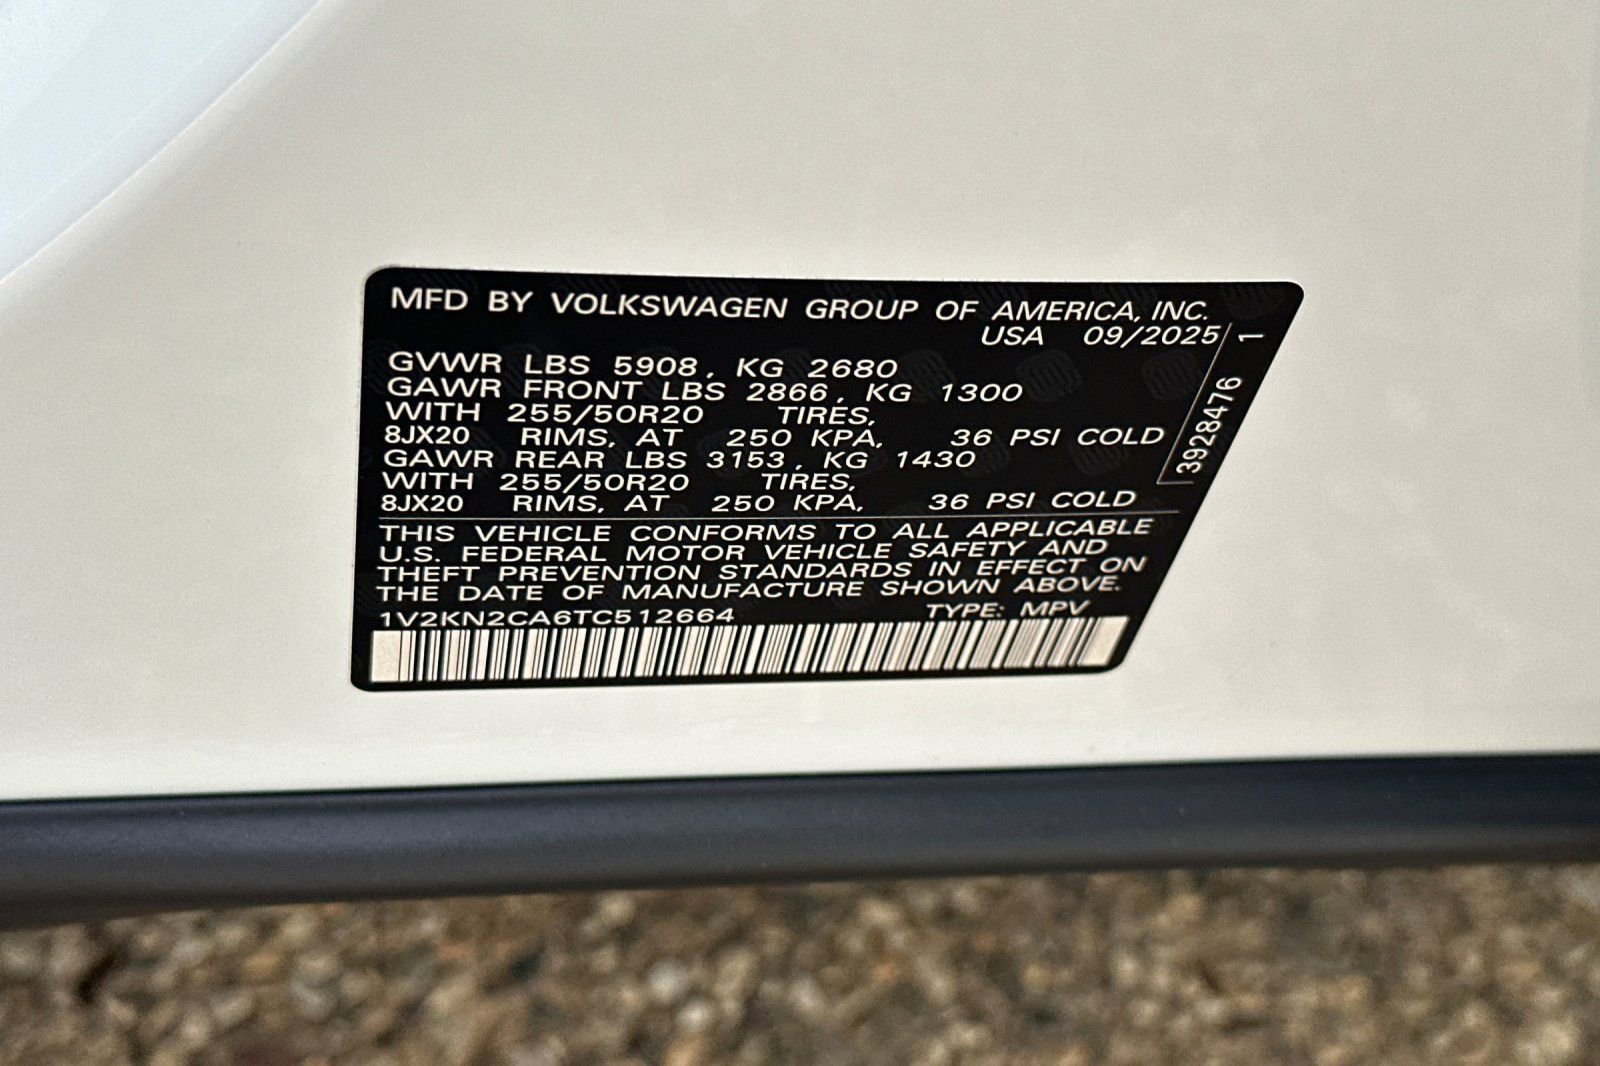 MFD BY VOLKSWAGEN GROUP OF AMERICA, INC.
USA 09/2025
GVWR LBS 5908, KG 2680
GAWR FRONT LBS 2866, KG 1300
WITH 255/50R20 TIRES,
8JX20 RIMS, AT 250 KPA, 36 PSI COLD
GAWR REAR LBS 3153, KG 1430
WITH 255/50R20 TIRES,
8JX20 RIMS, AT 250 KPA, 36 PSI COLD
THIS VEHICLE CONFORMS TO ALL APPLICABLE
U.S. FEDERAL MOTOR VEHICLE SAFETY AND
THEFT PREVENTION STANDARDS IN EFFECT ON
THE DATE OF MANUFACTURE SHOWN ABOVE.
1V2KN2CA6TC512664 TYPE: MPV
3928476 1